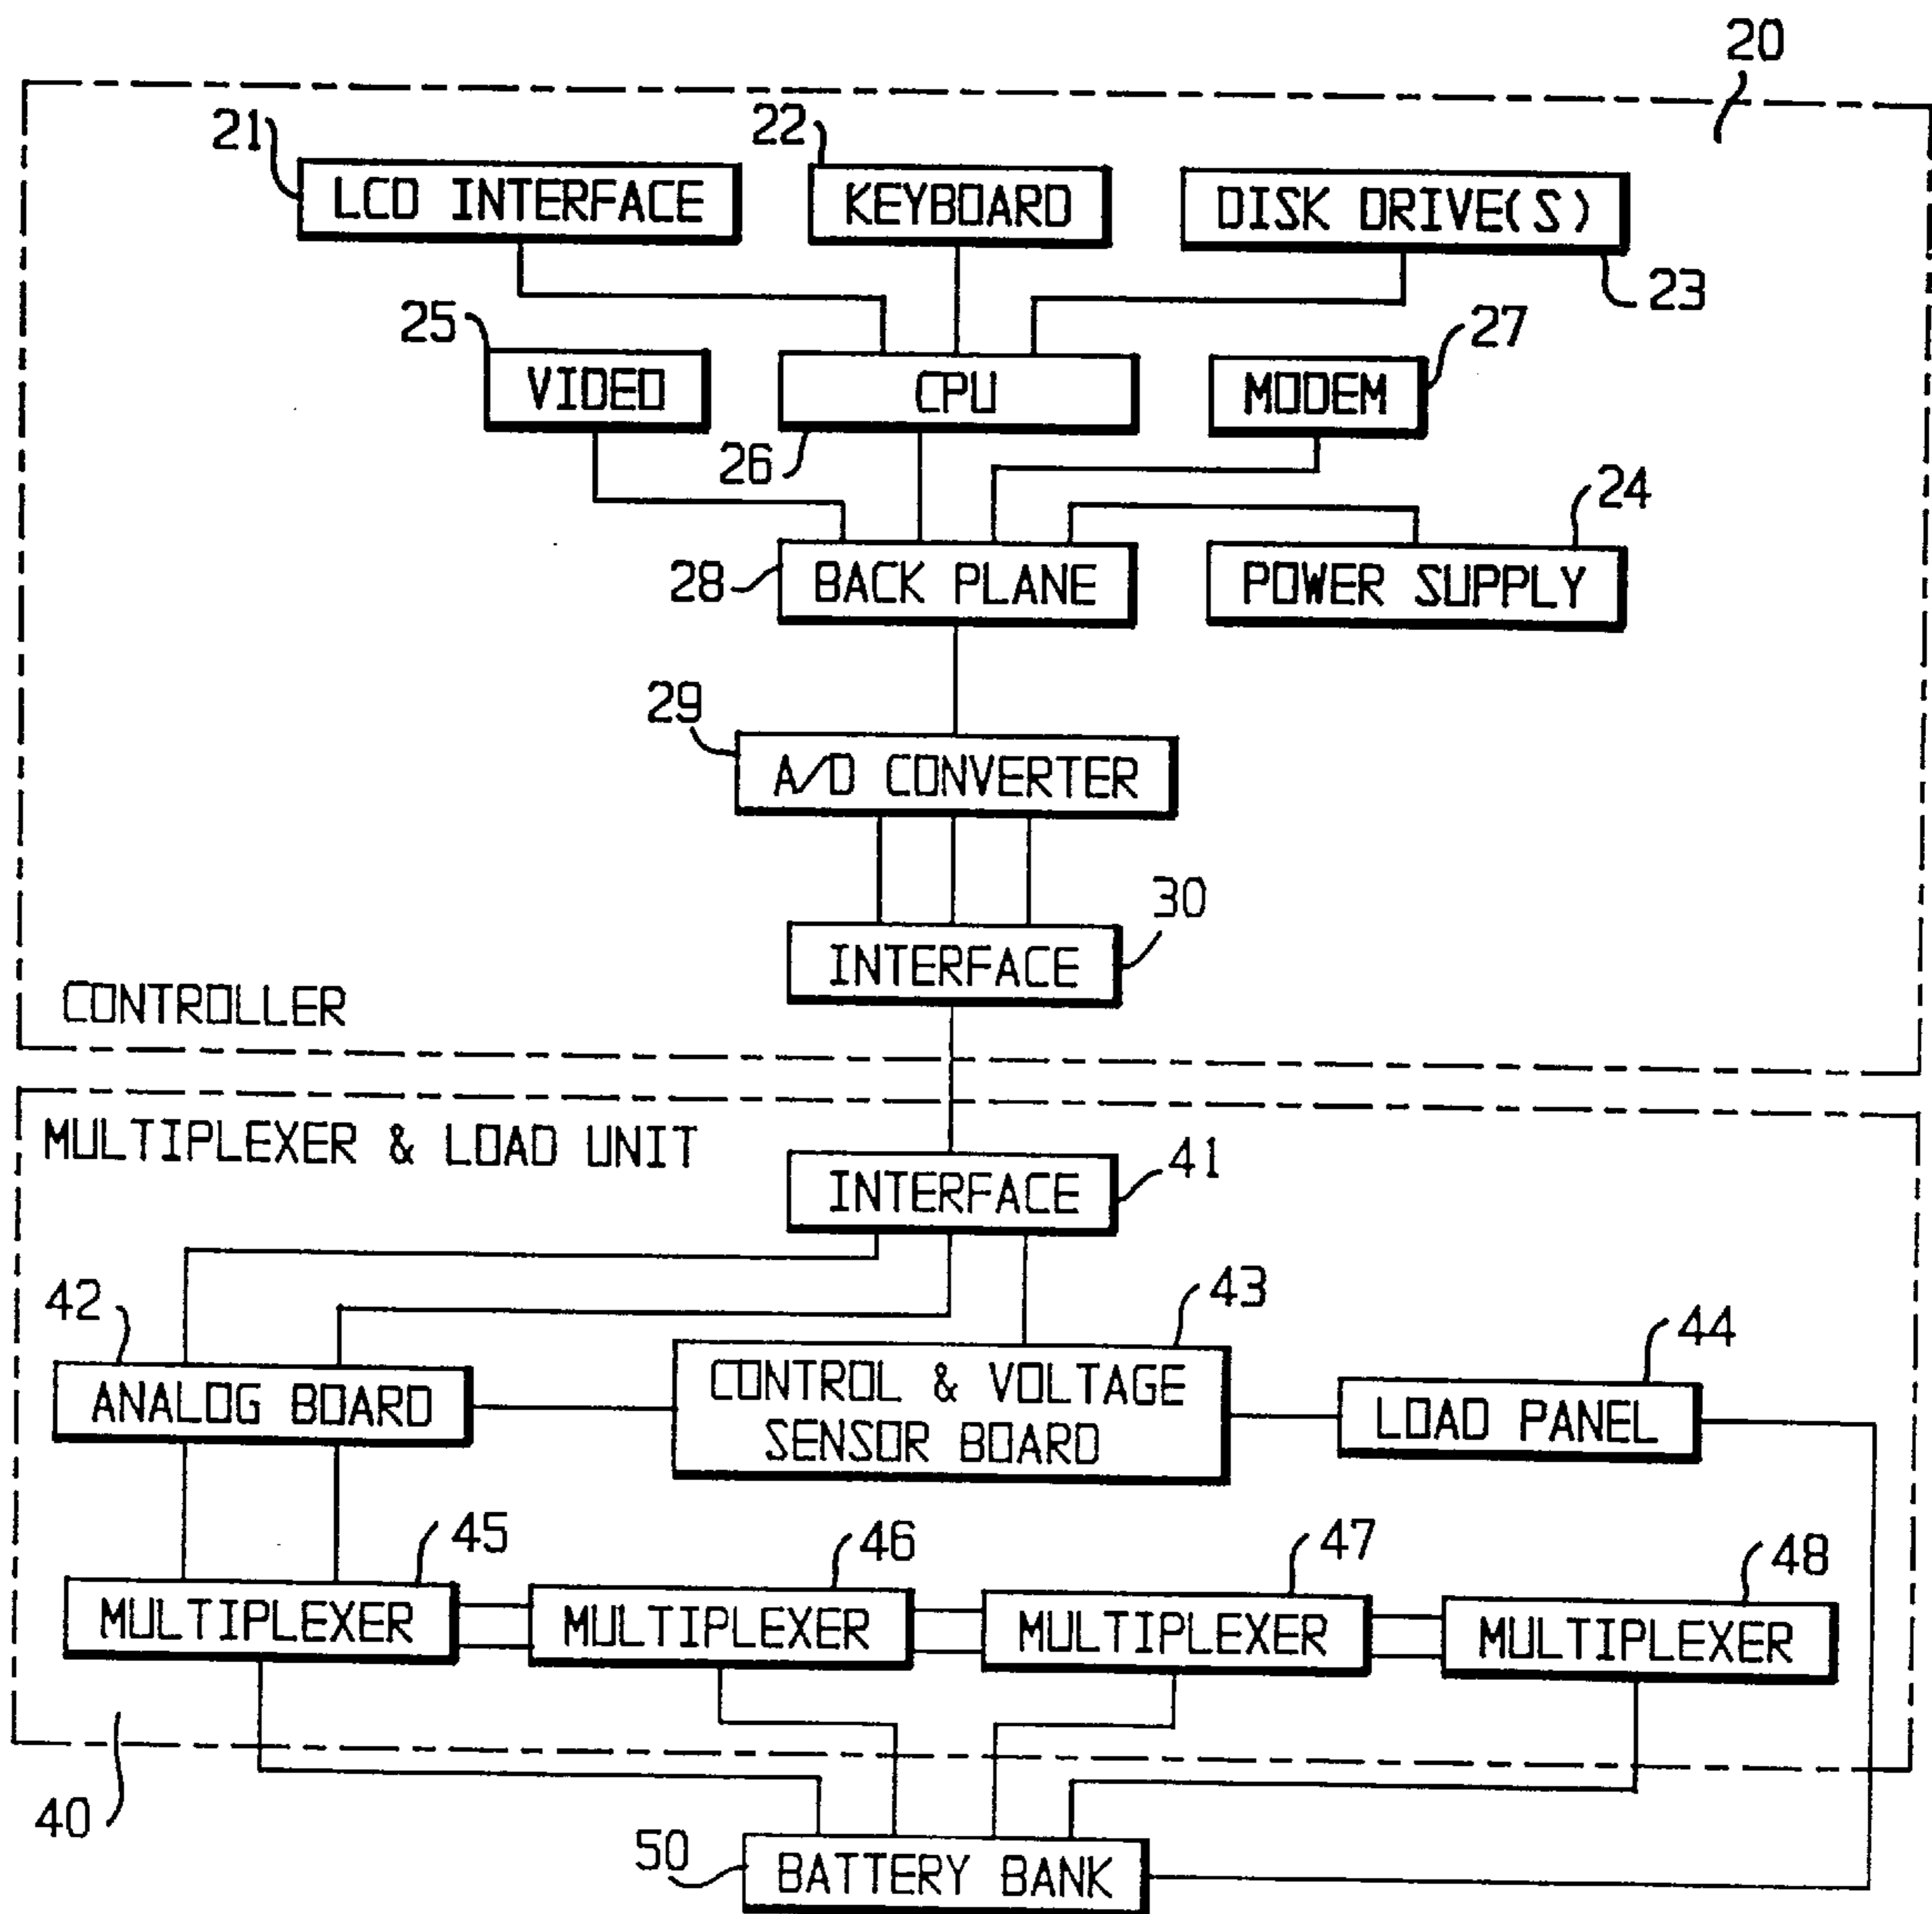 20
21
22
LCD INTERFACE
KEYBOARD
DISK DRIVE(S)
23
25
27
VIDEO
CPU
MODEM
26
24
28
BACK PLANE
POWER SUPPLY
29
A/D CONVERTER
30
INTERFACE
CONTROLLER
MULTIPLEXER & LOAD UNIT
41
INTERFACE
42
43
44
ANALOG BOARD
CONTROL & VOLTAGE
SENSOR BOARD
LOAD PANEL
45
46
47
48
MULTIPLEXER
MULTIPLEXER
MULTIPLEXER
MULTIPLEXER
40
50
BATTERY BANK